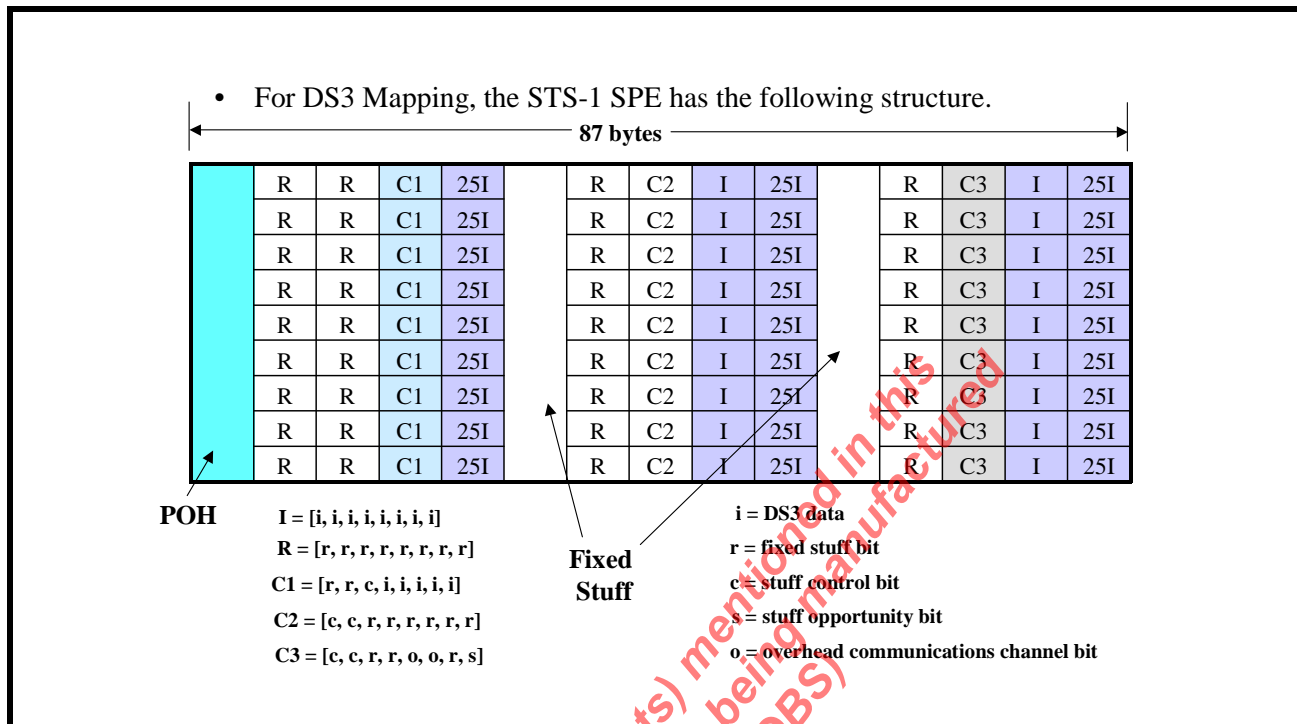 • For DS3 Mapping, the STS-1 SPE has the following structure.
87 bytes
R R C1 25I R C2 I 25I R C3 I 25I
R R C1 25I R C2 I 25I R C3 I 25I
R R C1 25I R C2 I 25I R C3 I 25I
R R C1 25I R C2 I 25I R C3 I 25I
R R C1 25I R C2 I 25I R C3 I 25I
R R C1 25I R C2 I 25I R C3 I 25I
R R C1 25I R C2 I 25I R C3 I 25I
R R C1 25I R C2 I 25I R C3 I 25I
R R C1 25I R C2 I 25I R C3 I 25I
POH
I = [i, i, i, i, i, i, i, i]
R = [r, r, r, r, r, r, r, r]
C1 = [r, r, c, i, i, i, i, i]
C2 = [c, c, r, r, r, r, r, r]
C3 = [c, c, r, r, o, o, r, s]
Fixed
Stuff
i = DS3 data
r = fixed stuff bit
c = stuff control bit
s = stuff opportunity bit
o = overhead communications channel bit
mentioned in this
being manufactured